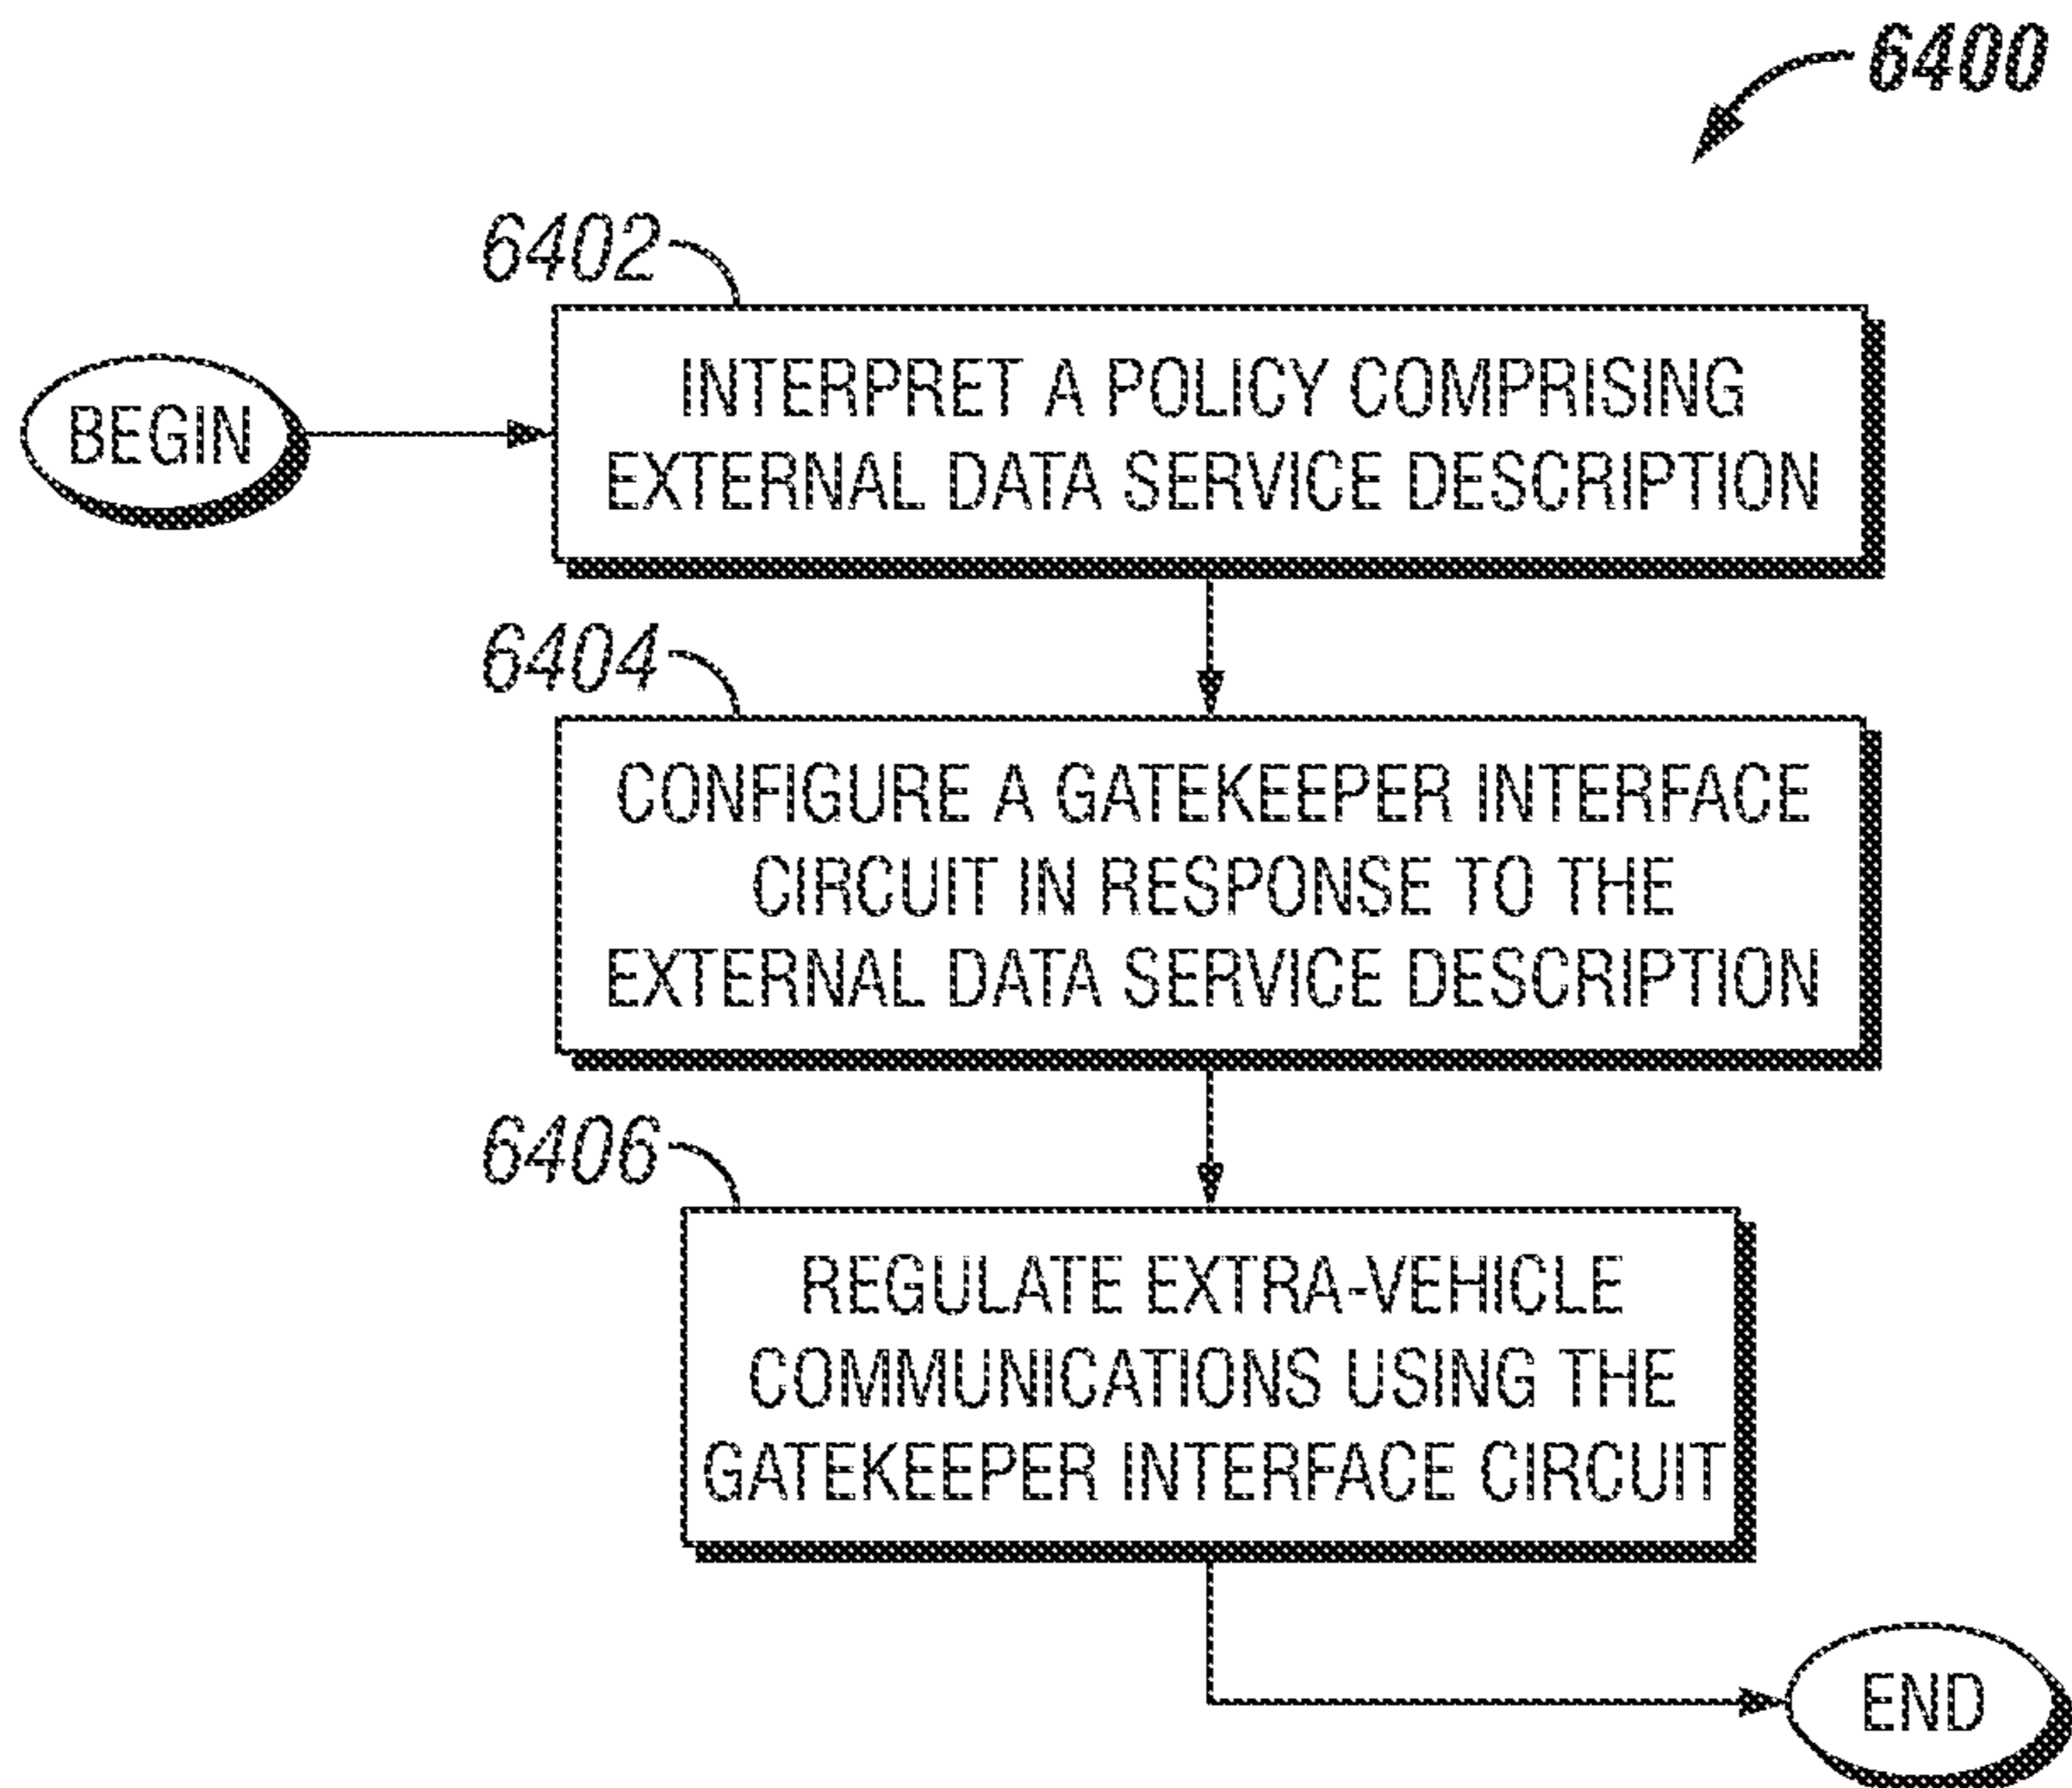 6400
6402
BEGIN
INTERPRET A POLICY COMPRISING
EXTERNAL DATA SERVICE DESCRIPTION
6404
CONFIGURE A GATEKEEPER INTERFACE
CIRCUIT IN RESPONSE TO THE
EXTERNAL DATA SERVICE DESCRIPTION
6406
REGULATE EXTRA-VEHICLE
COMMUNICATIONS USING THE
GATEKEEPER INTERFACE CIRCUIT
END